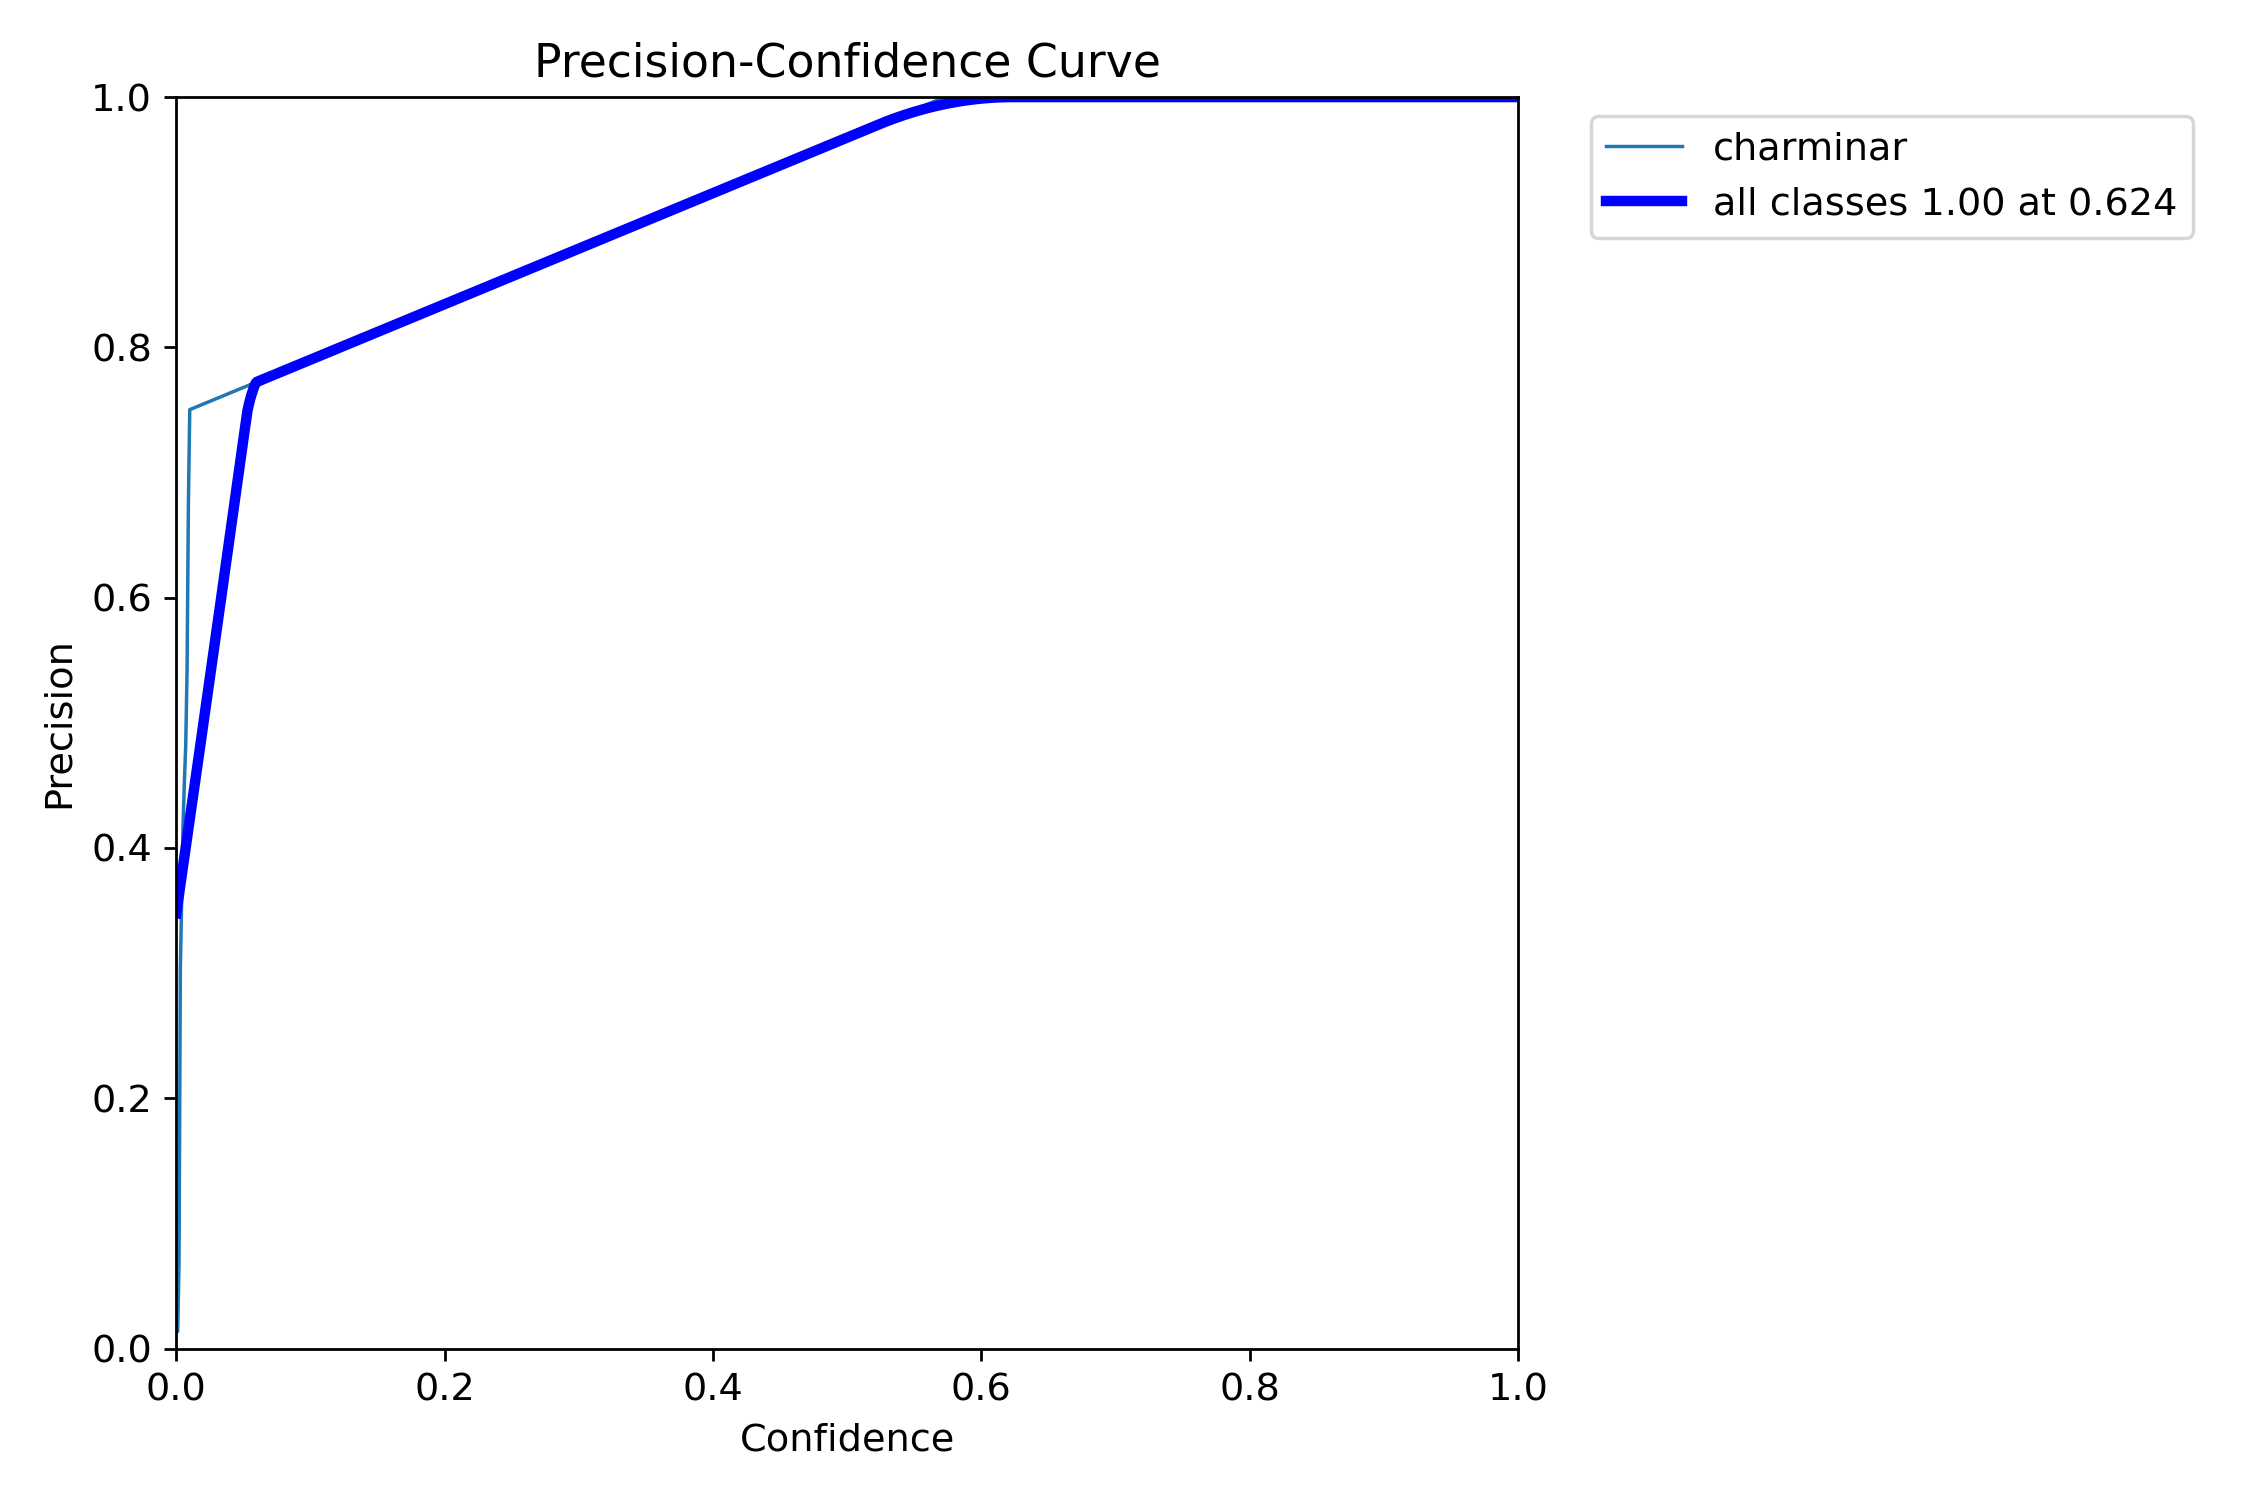 Precision-Confidence Curve
charminar
all classes 1.00 at 0.624
1.0
0.8
0.6
0.4
0.2
0.0
Precision
0.0 0.2 0.4 0.6 0.8 1.0
Confidence